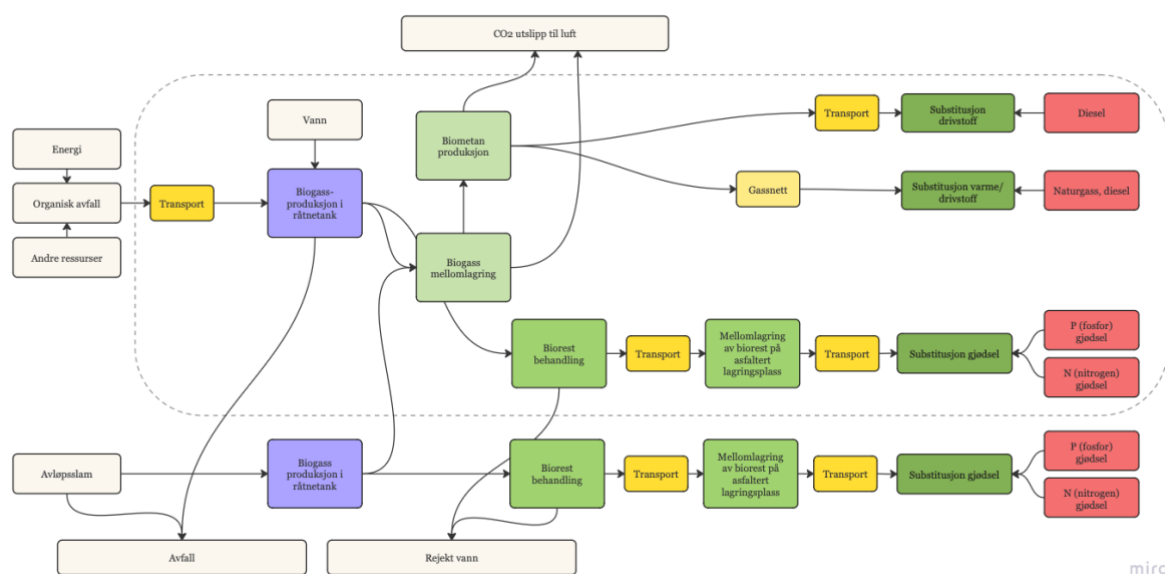 CO2 utslipp til luft
Vann
Biometan
produksjon
Transport
Substitusjon
drivstoff
Diesel
Energi
Organisk avfall
Andre ressurser
Transport
Biogass-
produksjon i
råtnetank
Gassnett
Substitusjon varme/
drivstoff
Naturgass, diesel
Biogass
mellomlagring
Biorest
behandling
Transport
Mellomlagring
av biorest på
asfaltert
lagringsplass
Transport
Substitusjon gjødsel
P (fosfor)
gjødsel
N (nitrogen)
gjødsel
Avløpsslam
Biogass
produksjon i
råtnetank
Biorest
behandling
Transport
Mellomlagring
av biorest på
asfaltert
lagringsplass
Transport
Substitusjon gjødsel
P (fosfor)
gjødsel
N (nitrogen)
gjødsel
Avfall
Rejekt vann